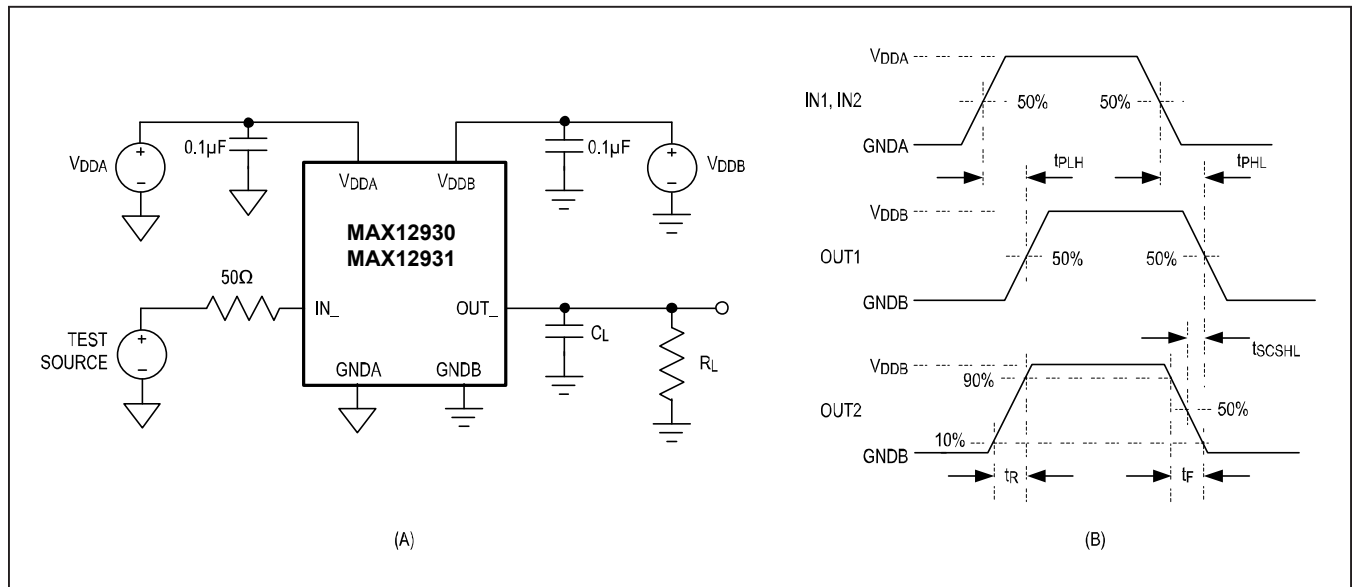 0.1µF
0.1µF
VDDA
VDDB
VDDA
VDDB
MAX12930
MAX12931
50Ω
IN_
OUT_
TEST
SOURCE
CL
RL
GNDA
GNDB
(A)
VDDA
IN1, IN2
50%
50%
GNDA
tPLH
tPHL
VDDB
OUT1
50%
50%
GNDB
tSCSHL
VDDB
90%
OUT2
50%
10%
GNDB
tR
tF
(B)